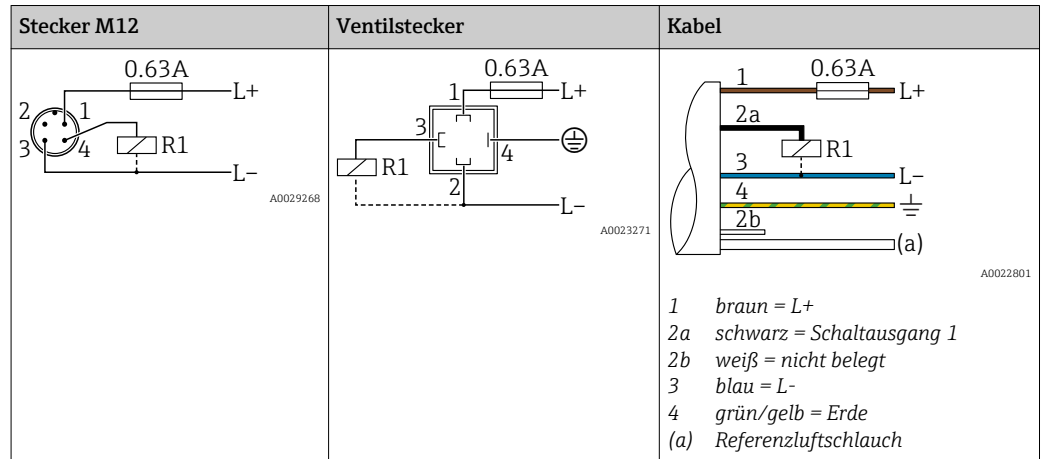 Stecker M12
Ventilstecker
Kabel
0.63A
L+
2
1
3
4
R1
L–
A0029268
0.63A
1
L+
3
4
R1
2
L–
A0023271
1
0.63A
L+
2a
R1
3
L–
4
2b
(a)
A0022801
1 braun = L+
2a schwarz = Schaltausgang 1
2b weiß = nicht belegt
3 blau = L-
4 grün/gelb = Erde
(a) Referenzluftschlauch